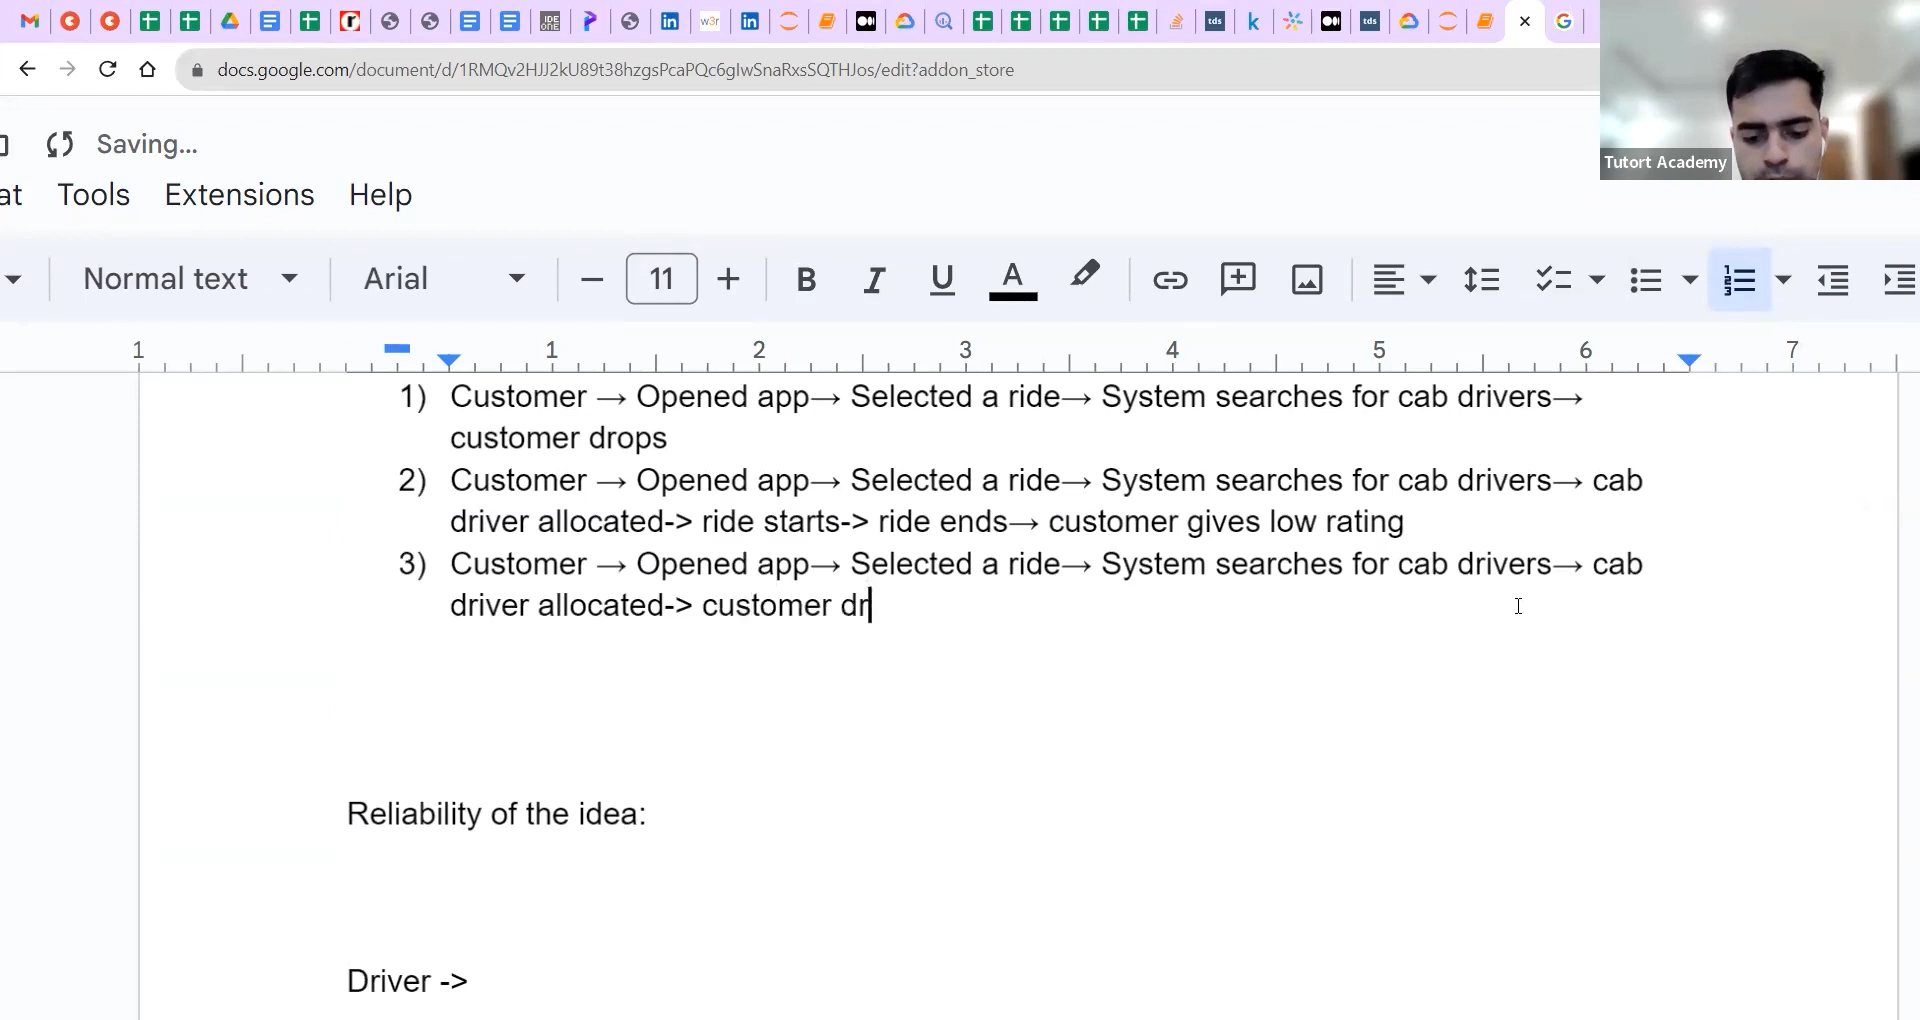 docs.google.com/document/d/1RMQv2HJJ2kU89t38hzgsPcaPQc6gIwSnaRxsSQTHJos/edit?addon_store
Tutort Academy
Saving...
at Tools Extensions Help
Normal text Arial 11 B I U A
1 1 2 3 4 5 6 7
1) Customer → Opened app→ Selected a ride→ System searches for cab drivers→
customer drops
2) Customer → Opened app→ Selected a ride→ System searches for cab drivers→ cab
driver allocated-> ride starts-> ride ends→ customer gives low rating
3) Customer → Opened app→ Selected a ride→ System searches for cab drivers→ cab
driver allocated-> customer dr
Reliability of the idea:
Driver ->